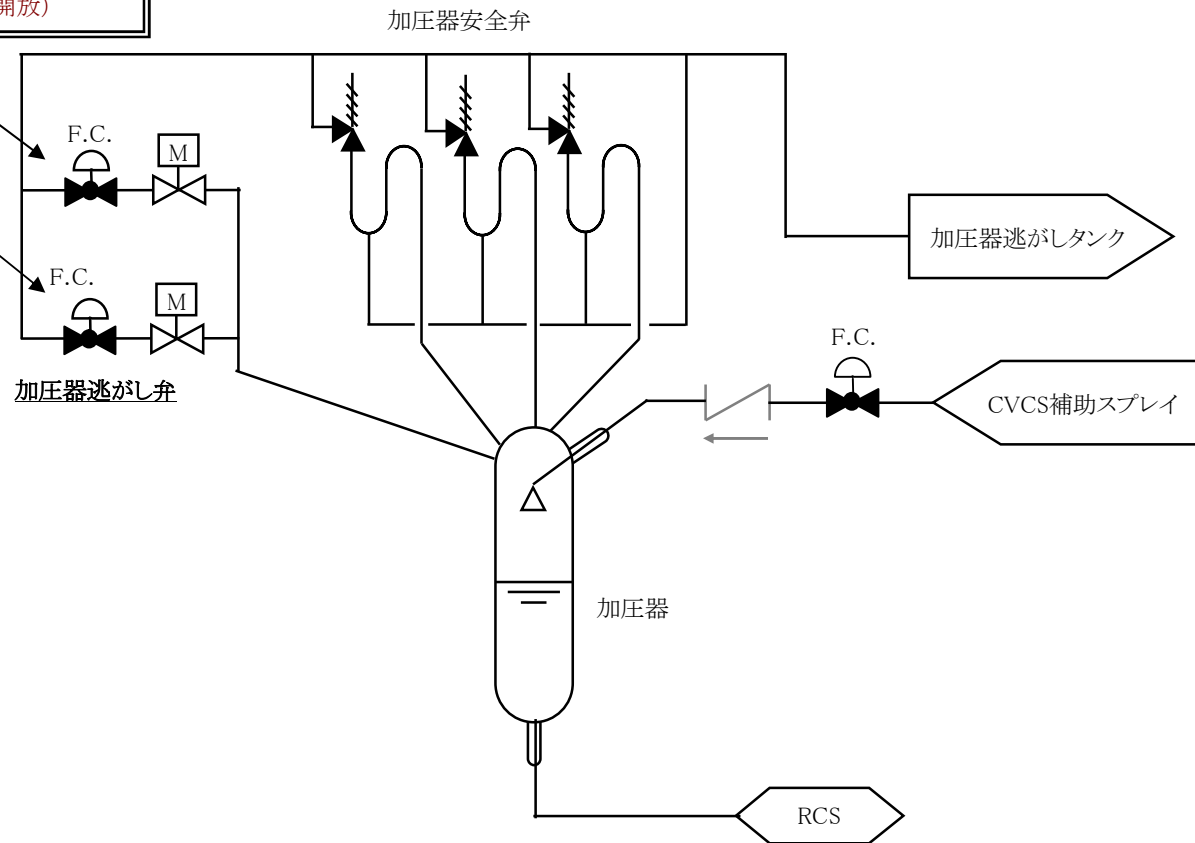 開放)
加圧器安全弁
F.C.
M
加圧器逃がしタンク
F.C.
M
F.C.
加圧器逃がし弁
CVCS補助スプレイ
加圧器
RCS